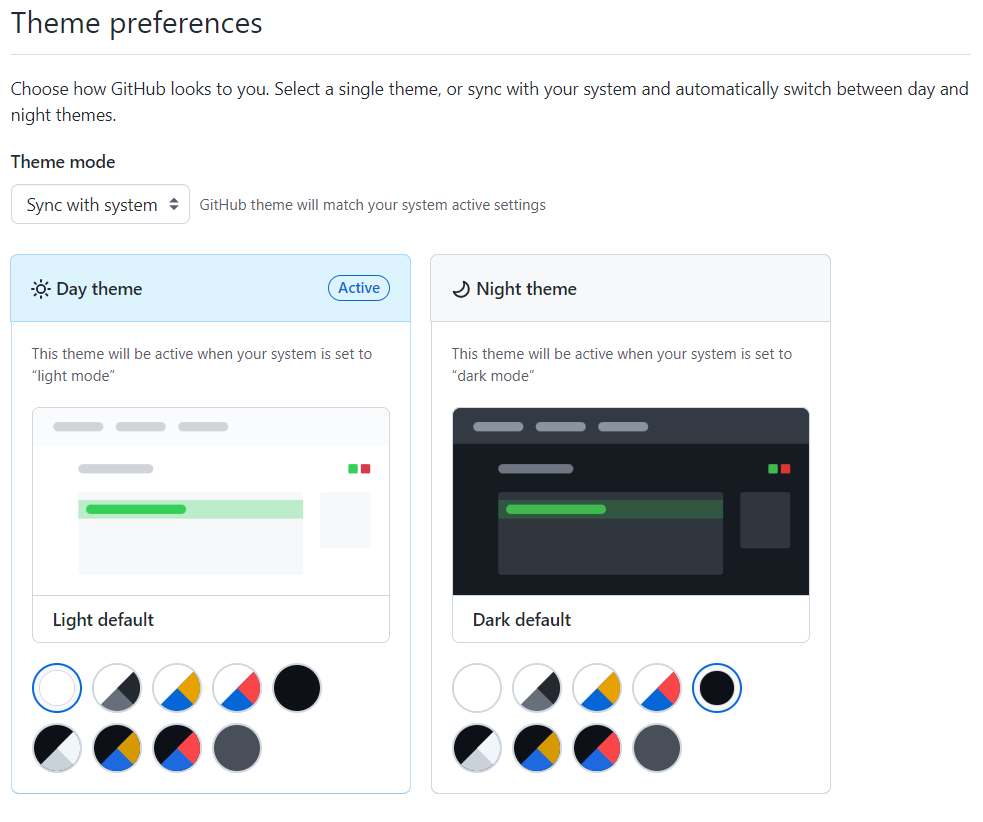 Theme preferences
Choose how GitHub looks to you. Select a single theme, or sync with your system and automatically switch between day and
night themes.
Theme mode
Sync with system
GitHub theme will match your system active settings
Day theme
Active
This theme will be active when your system is set to
“light mode”
Light default
Night theme
This theme will be active when your system is set to
“dark mode”
Dark default